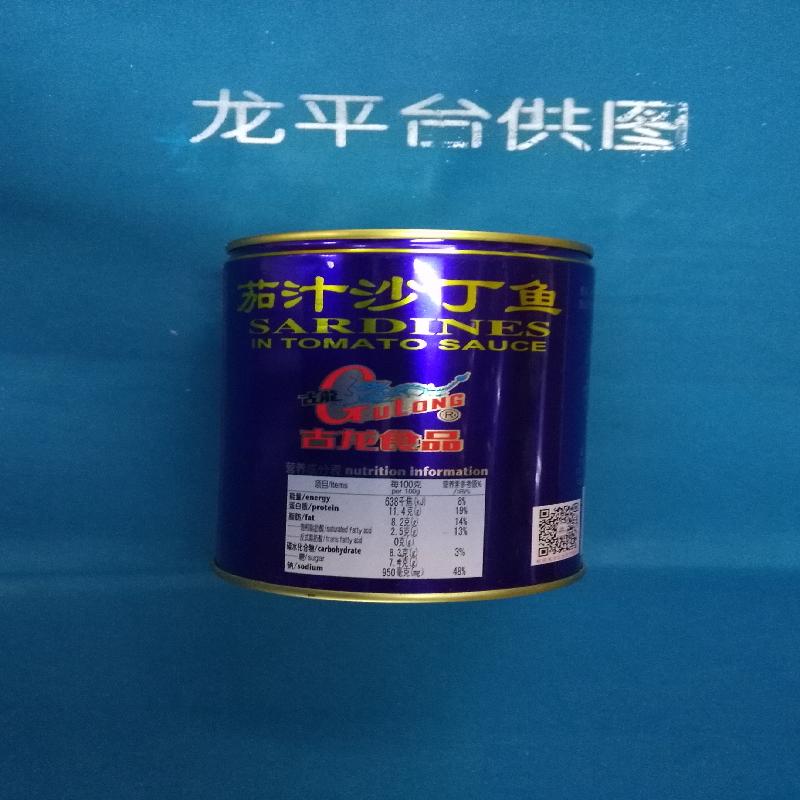 龙平台供图
茄汁沙丁鱼
SARDINES
IN TOMATO SAUCE
古龍
GULONG®
古龙食品
营养成分表 nutrition information
项目/Items 每100克 per 100g 营养素参考值% /NRV%
能量/energy 638千焦(kJ) 8%
蛋白质/protein 11.4克(g) 19%
脂肪/fat 8.2克(g) 14%
-饱和脂肪酸/saturated fatty acid 2.5克(g) 13%
-反式脂肪酸/trans fatty acid 0克(g)
碳水化合物/carbohydrate 8.3克(g) 3%
-糖/sugar 7.4克(g)
钠/sodium 950毫克(mg) 48%